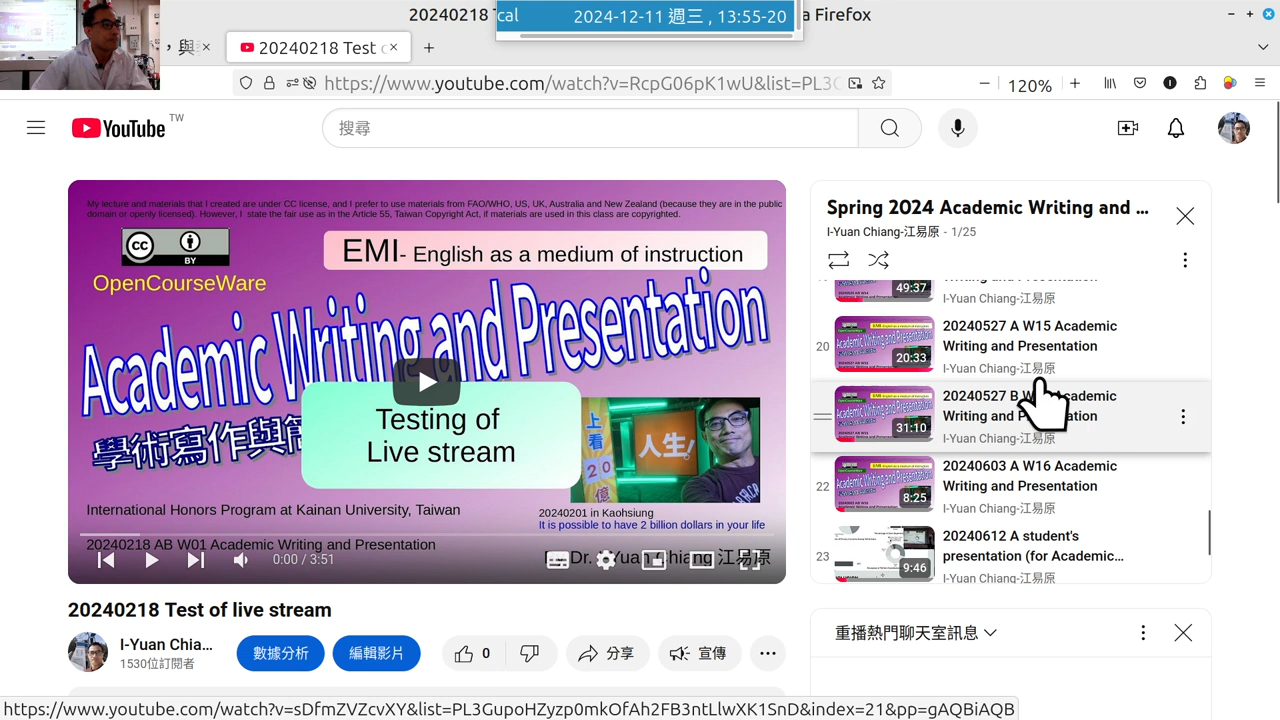 20240218
a Firefox
cal
2024-12-11 週三 , 13:55-20
，與
20240218 Test
https://www.youtube.com/watch?v=RcpG06pK1wU&list=PL3
120%
YouTube
TW
搜尋
My lecture and materials that I created are under CC license, and I prefer to use materials from FAO/WHO, US, UK, Australia and New Zealand (because they are in the public
domain or openly licensed). However, I state the fair use as in the Article 55, Taiwan Copyright Act, if materials are used in this class are copyrighted.
cc
BY
OpenCourseWare
EMI- English as a medium of instruction
Academic Writing and Presentation
學術寫作與
Testing of
Live stream
上看20億
人生!
International Honors Program at Kainan University, Taiwan
20240201 in Kaohsiung
It is possible to have 2 billion dollars in your life
20240218 AB W01 Academic Writing and Presentation
Dr. I-Yuan Chiang 江易原
0:00 / 3:51
20240218 Test of live stream
I-Yuan Chia...
1530位訂閱者
數據分析
編輯影片
0
分享
宣傳
Spring 2024 Academic Writing and ...
I-Yuan Chiang-江易原 - 1/25
49:37
Writing and Presentation
I-Yuan Chiang-江易原
20
20:33
20240527 A W15 Academic
Writing and Presentation
I-Yuan Chiang-江易原
31:10
20240527 B
Academic
Writing and
I-Yuan Chiang-江易原
22
8:25
20240603 A W16 Academic
Writing and Presentation
I-Yuan Chiang-江易原
23
9:46
20240612 A student's
presentation (for Academic...
I-Yuan Chiang-江易原
重播熱門聊天室訊息
https://www.youtube.com/watch?v=sDfmZVZcvXY&list=PL3GupoHZyzp0mkOfAh2FB3ntLlwXK1SnD&index=21&pp=gAQBiAQB